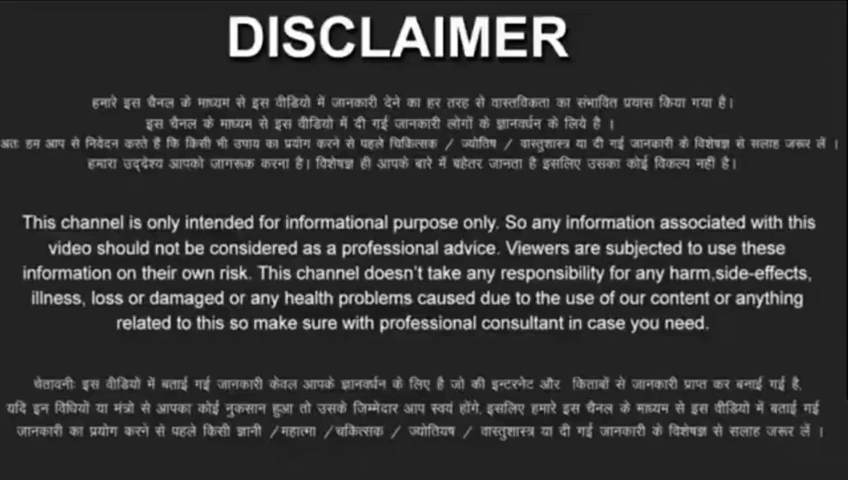 DISCLAIMER
हमारे इस चैनल के माध्यम से इस वीडियो में जानकारी देने का हर तरह से वास्तविकता का संभावित प्रयास किया गया है।
इस चैनल के माध्यम से इस वीडियो में दी गई जानकारी लोगों के ज्ञानवर्धन के लिये है ।
अतः हम आप से निवेदन करते हैं कि किसी भी उपाय का प्रयोग करने से पहले चिकित्सक / ज्योतिष / वास्तुशास्त्र या दी गई जानकारी के विशेषज्ञ से सलाह जरूर लें ।
हमारा उद्देश्य आपको जागरूक करना है। विशेषज्ञ ही आपके बारे में बेहतर जानता है इसलिए उसका कोई विकल्प नहीं है।
This channel is only intended for informational purpose only. So any information associated with this
video should not be considered as a professional advice. Viewers are subjected to use these
information on their own risk. This channel doesn't take any responsibility for any harm,side-effects,
illness, loss or damaged or any health problems caused due to the use of our content or anything
related to this so make sure with professional consultant in case you need.
चेतावनीः इस वीडियो में बताई गई जानकारी केवल आपके ज्ञानवर्धन के लिए है जो की इन्टरनेट और किताबों से जानकारी प्राप्त कर बनाई गई है,
यदि इन विधियों या मंत्रो से आपका कोई नुकसान हुआ तो उसके जिम्मेदार आप स्वयं होंगे, इसलिए हमारे इस चैनल के माध्यम से इस वीडियो में बताई गई
जानकारी का प्रयोग करने से पहले किसी ज्ञानी /महात्मा /चकित्सक / ज्योतियष / वास्तुशास्त्र या दी गई जानकारी के विशेषज्ञ से सलाह जरूर लें ।